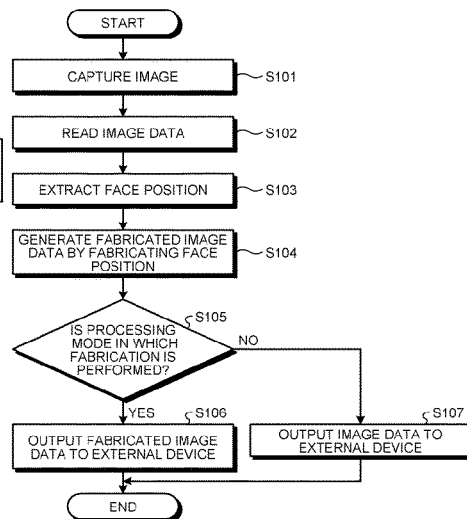 START
CAPTURE IMAGE
S101
READ IMAGE DATA
S102
EXTRACT FACE POSITION
S103
GENERATE FABRICATED IMAGE
DATA BY FABRICATING FACE
POSITION
S104
S105
IS PROCESSING
MODE IN WHICH
FABRICATION IS
PERFORMED?
NO
YES
S106
OUTPUT FABRICATED IMAGE
DATA TO EXTERNAL DEVICE
S107
OUTPUT IMAGE DATA TO
EXTERNAL DEVICE
END